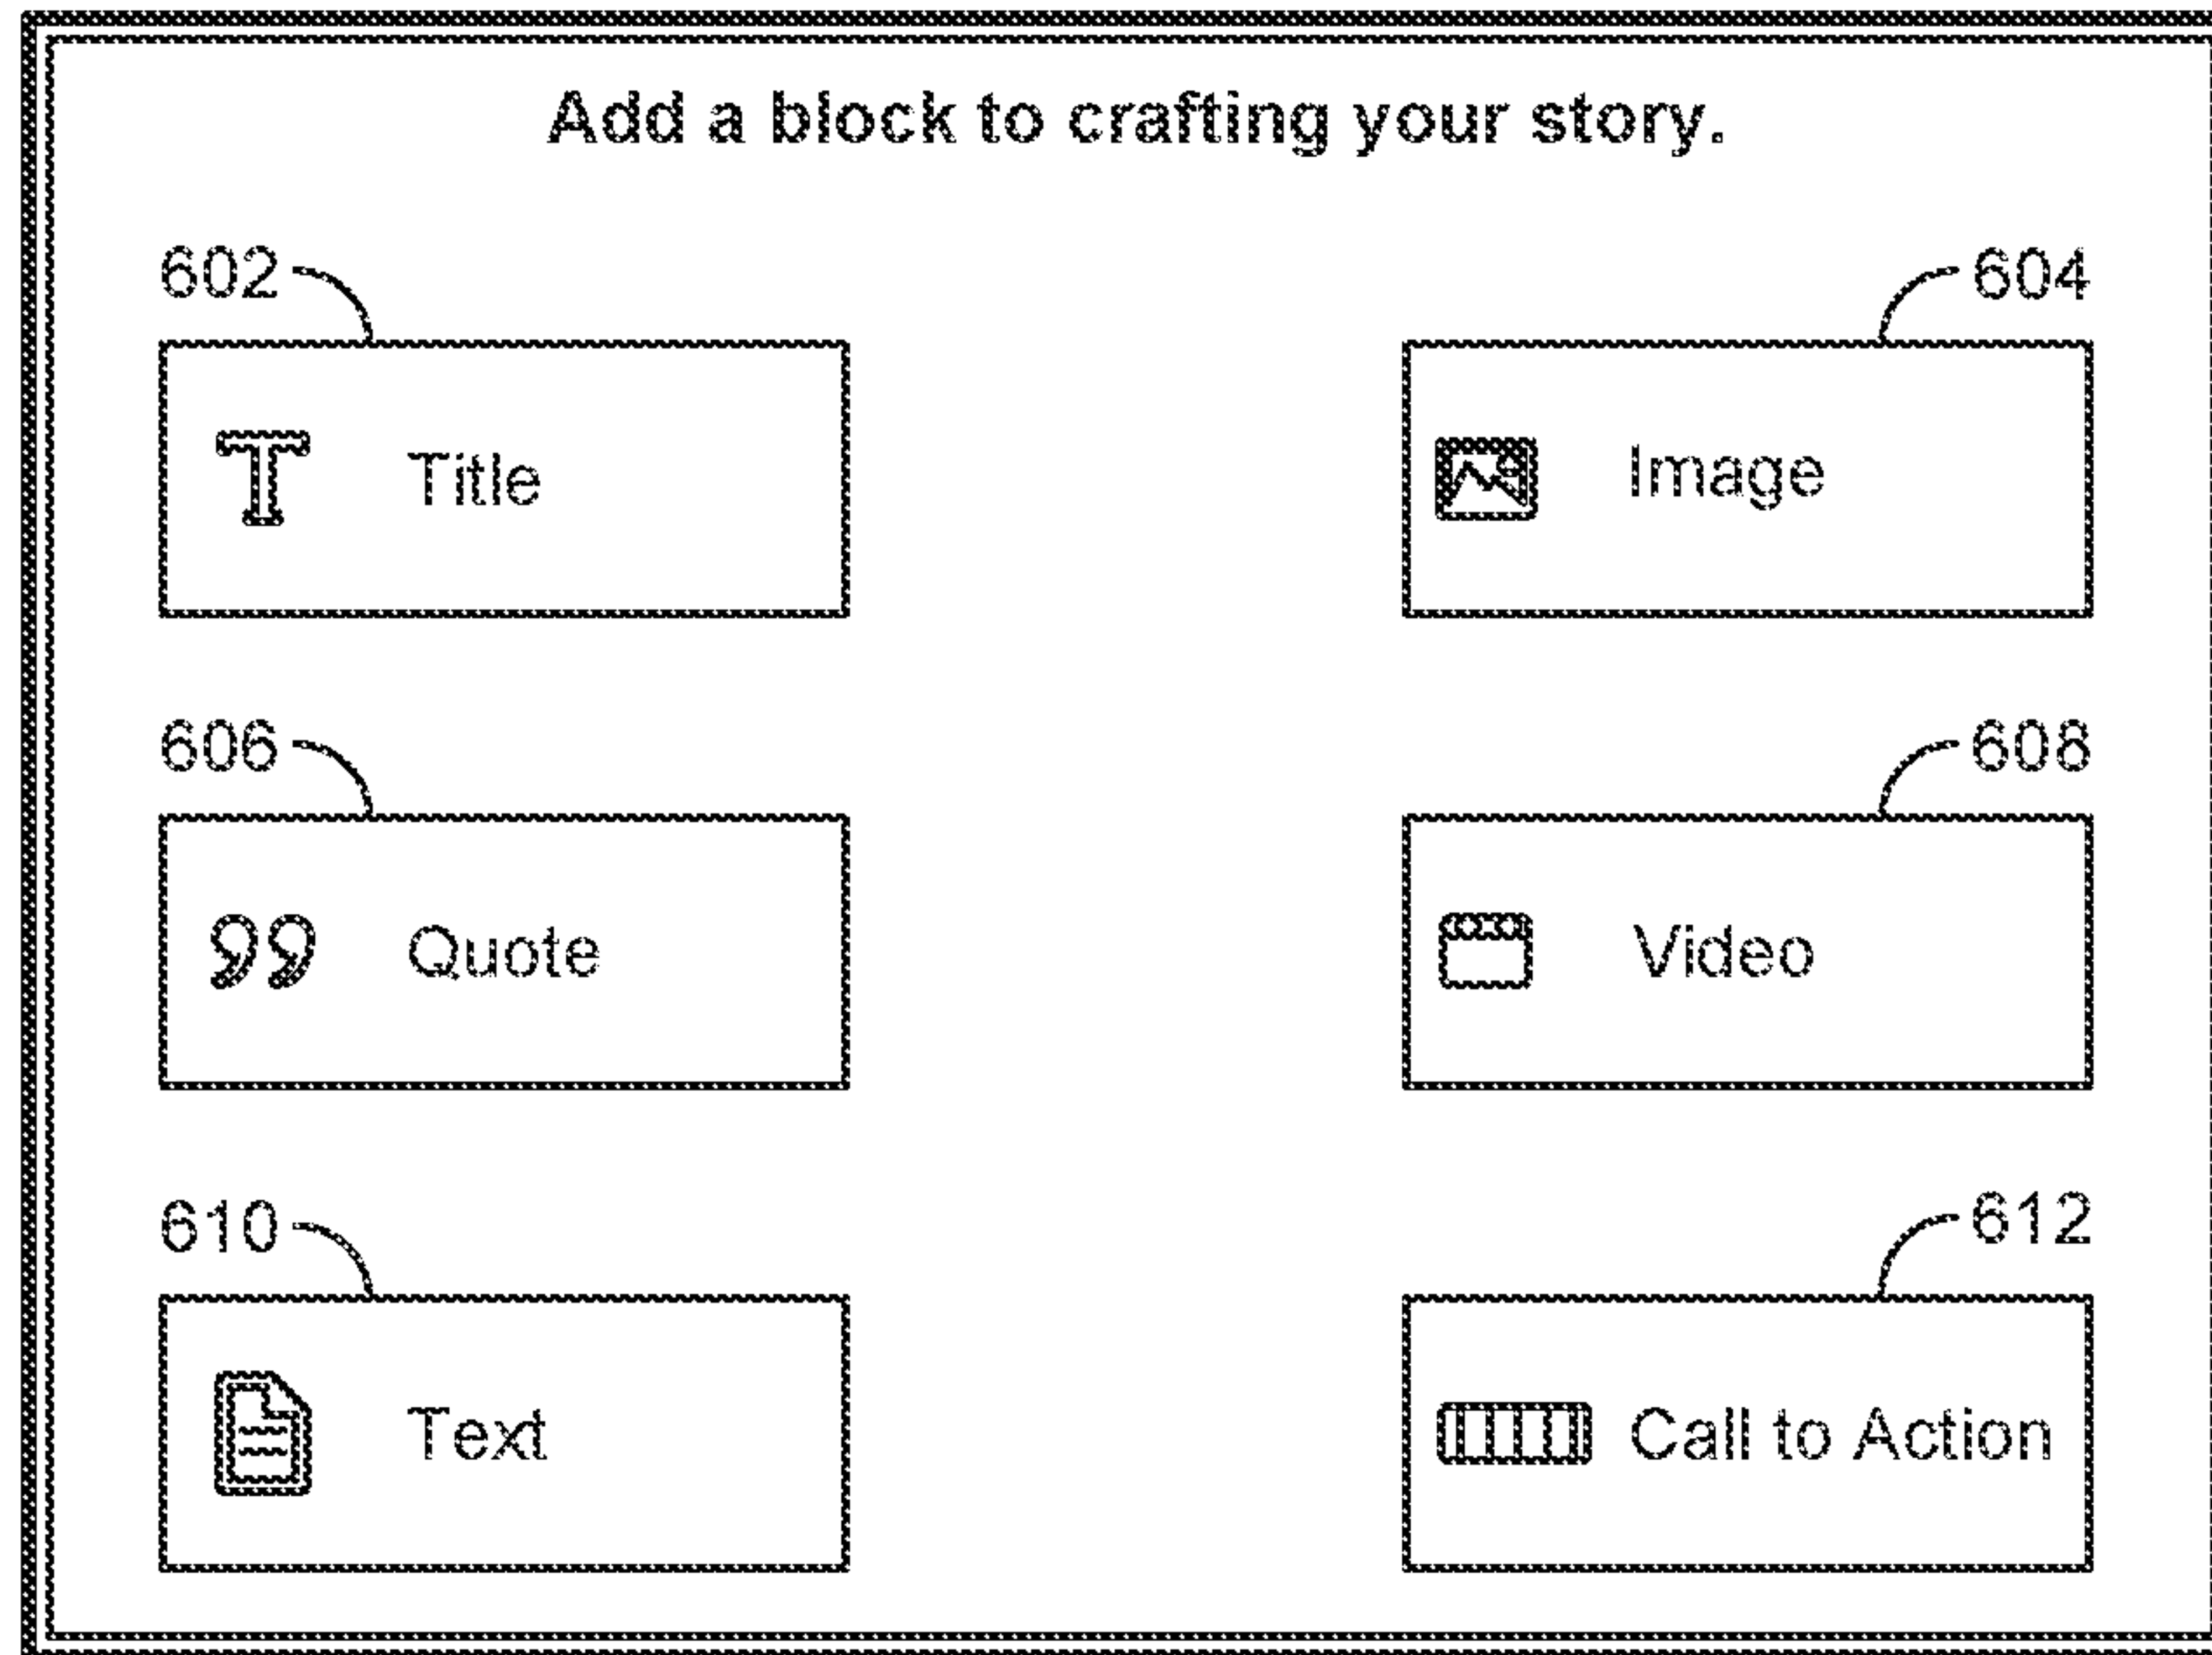 Add a block to crafting your story.
602 604
Title Image
606 608
Quote Video
610 612
Text Call to Action